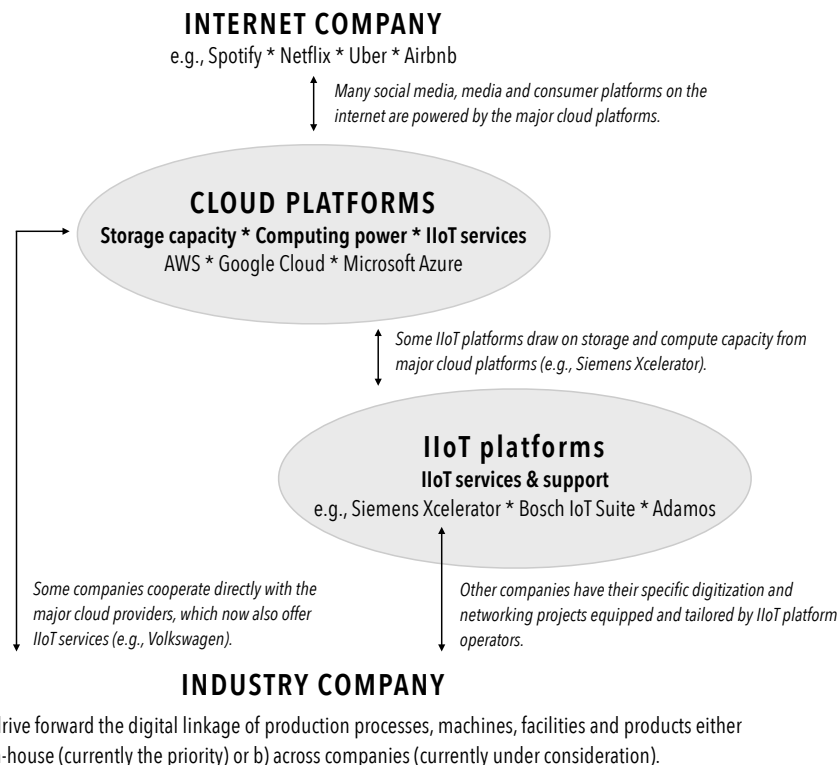 INTERNET COMPANY
e.g., Spotify * Netflix * Uber * Airbnb
Many social media, media and consumer platforms on the
internet are powered by the major cloud platforms.
CLOUD PLATFORMS
Storage capacity * Computing power * IIoT services
AWS * Google Cloud * Microsoft Azure
Some IIoT platforms draw on storage and compute capacity from
major cloud platforms (e.g., Siemens Xcelerator).
IIoT platforms
IIoT services & support
e.g., Siemens Xcelerator * Bosch IoT Suite * Adamos
Some companies cooperate directly with the
major cloud providers, which now also offer
IIoT services (e.g., Volkswagen).
Other companies have their specific digitization and
networking projects equipped and tailored by IIoT platform
operators.
INDUSTRY COMPANY
drive forward the digital linkage of production processes, machines, facilities and products either
-house (currently the priority) or b) across companies (currently under consideration).